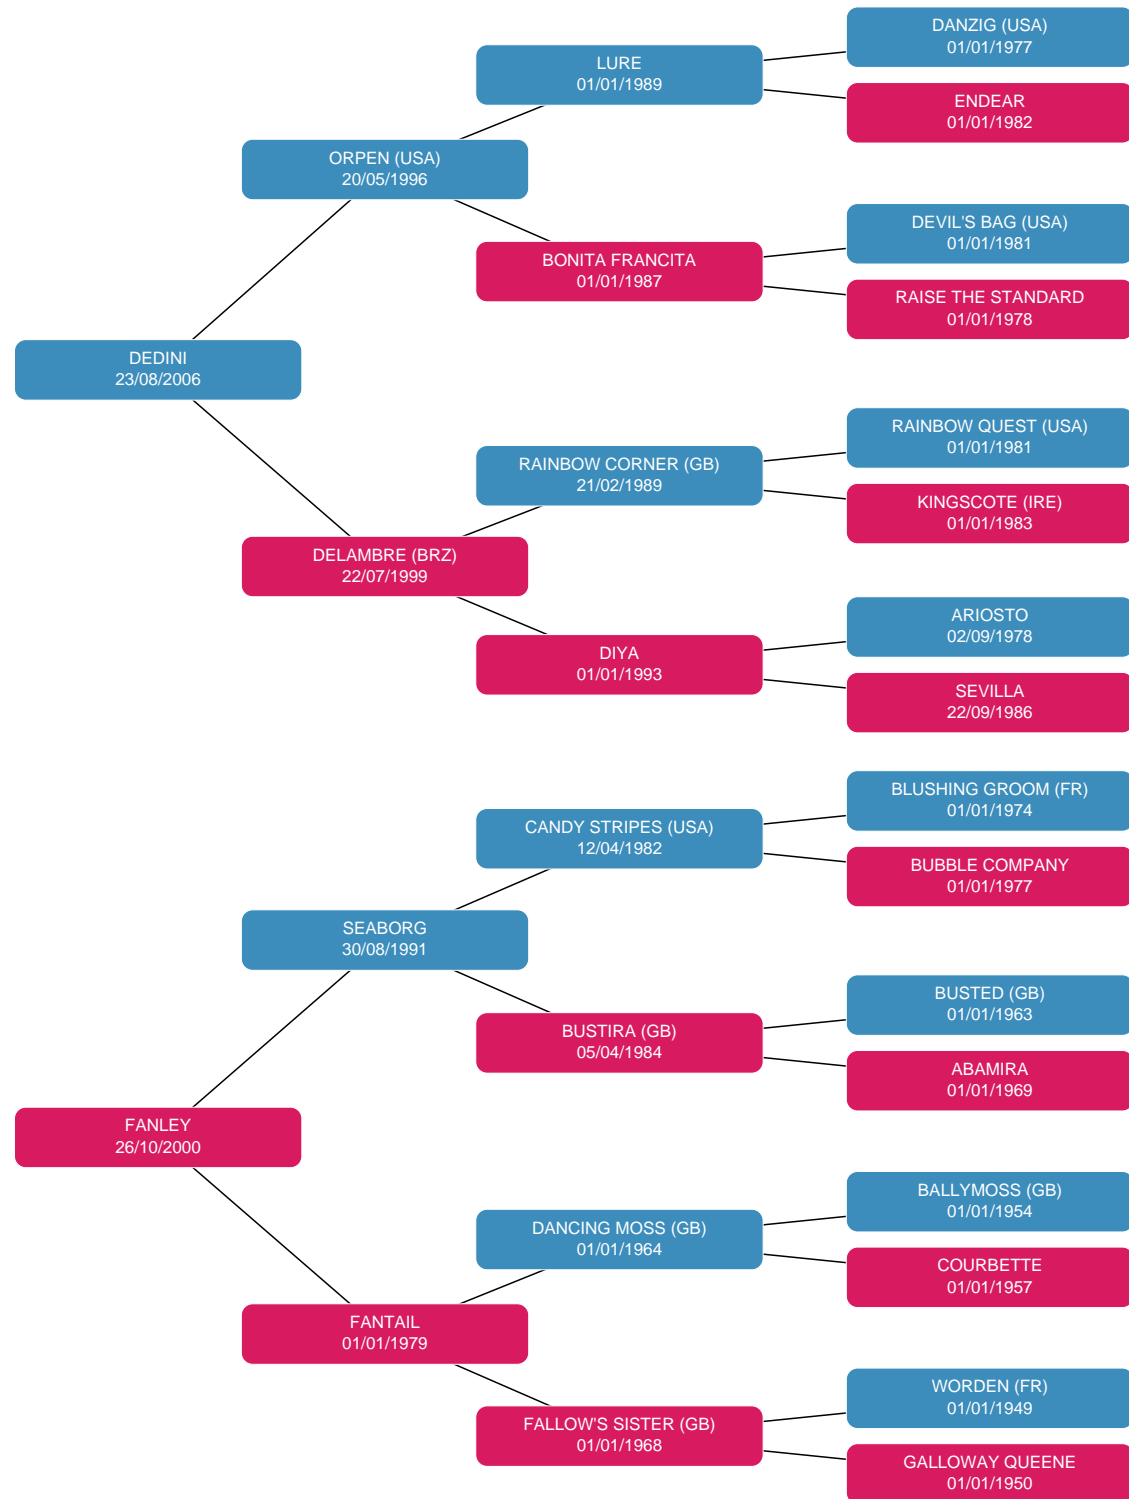 DANZIG (USA)
01/01/1977
LURE
01/01/1989
ENDEAR
01/01/1982
ORPEN (USA)
20/05/1996
DEVIL'S BAG (USA)
01/01/1981
BONITA FRANCITA
01/01/1987
RAISE THE STANDARD
01/01/1978
DEDINI
23/08/2006
RAINBOW QUEST (USA)
01/01/1981
RAINBOW CORNER (GB)
21/02/1989
KINGSCOTE (IRE)
01/01/1983
DELAMBRE (BRZ)
22/07/1999
ARIOSTO
02/09/1978
DIYA
01/01/1993
SEVILLA
22/09/1986
BLUSHING GROOM (FR)
01/01/1974
CANDY STRIPES (USA)
12/04/1982
BUBBLE COMPANY
01/01/1977
SEABORG
30/08/1991
BUSTED (GB)
01/01/1963
BUSTIRA (GB)
05/04/1984
ABAMIRA
01/01/1969
FANLEY
26/10/2000
BALLYMOSS (GB)
01/01/1954
DANCING MOSS (GB)
01/01/1964
COURBETTE
01/01/1957
FANTAIL
01/01/1979
WORDEN (FR)
01/01/1949
FALLOW'S SISTER (GB)
01/01/1968
GALLOWAY QUEENE
01/01/1950